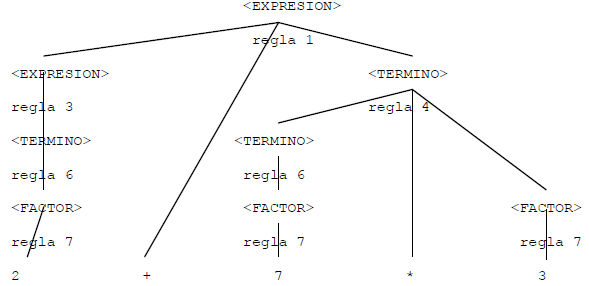 <EXPRESION>
regla 1
<EXPRESION> <TERMINO>
regla 3 regla 4
<TERMINO> <TERMINO>
regla 6 regla 6
<FACTOR> <FACTOR> <FACTOR>
regla 7 regla 7 regla 7
2 + 7 * 3